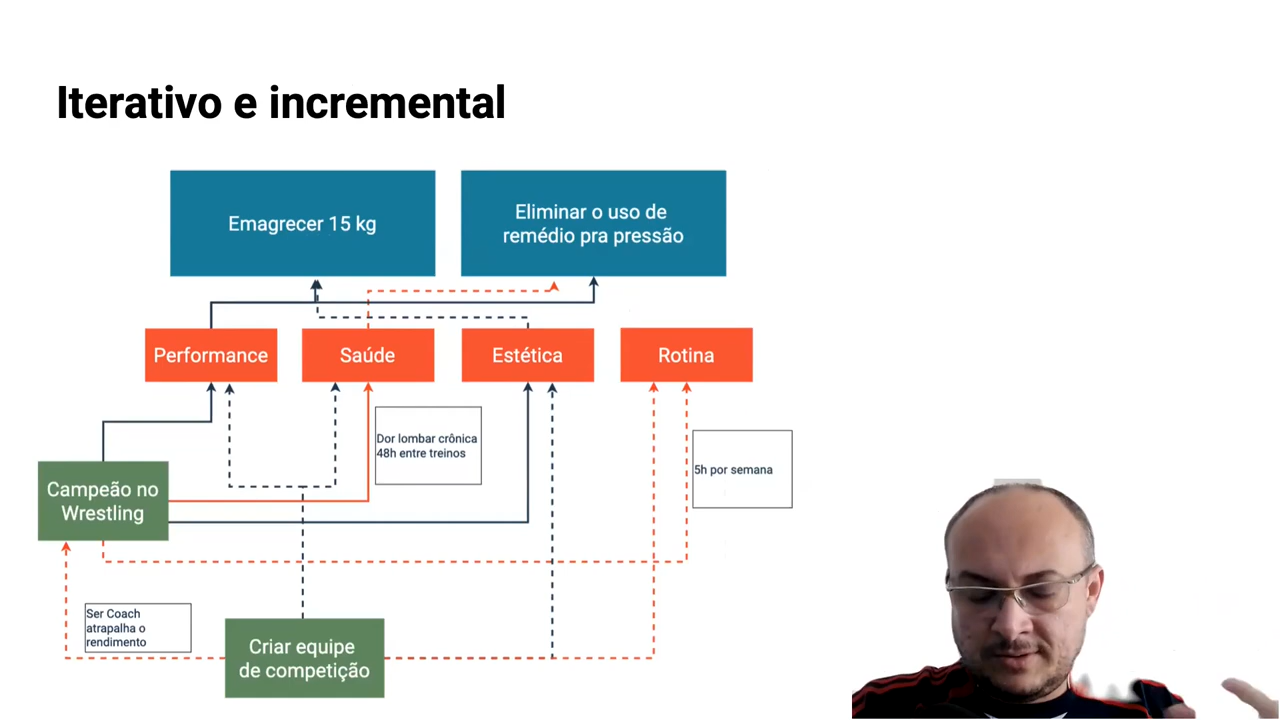 Iterativo e incremental
Emagrecer 15 kg
Eliminar o uso de
remédio pra pressão
Performance
Saúde
Estética
Rotina
Dor lombar crônica
48h entre treinos
5h por semana
Campeão no
Wrestling
Ser Coach
atrapalha o
rendimento
Criar equipe
de competição